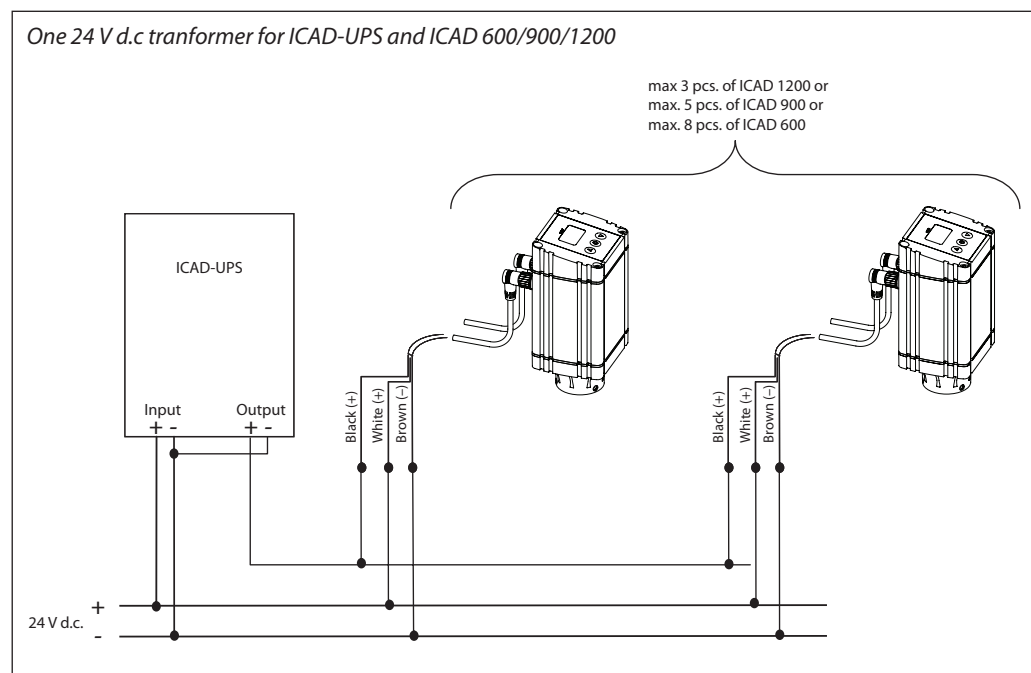 One 24 V d.c tranformer for ICAD-UPS and ICAD 600/900/1200
max 3 pcs. of ICAD 1200 or
max. 5 pcs. of ICAD 900 or
max. 8 pcs. of ICAD 600
ICAD-UPS
Input Output
+ - + -
Black (+)
White (+)
Brown (–)
Black (+)
White (+)
Brown (–)
+
24 V d.c.
-